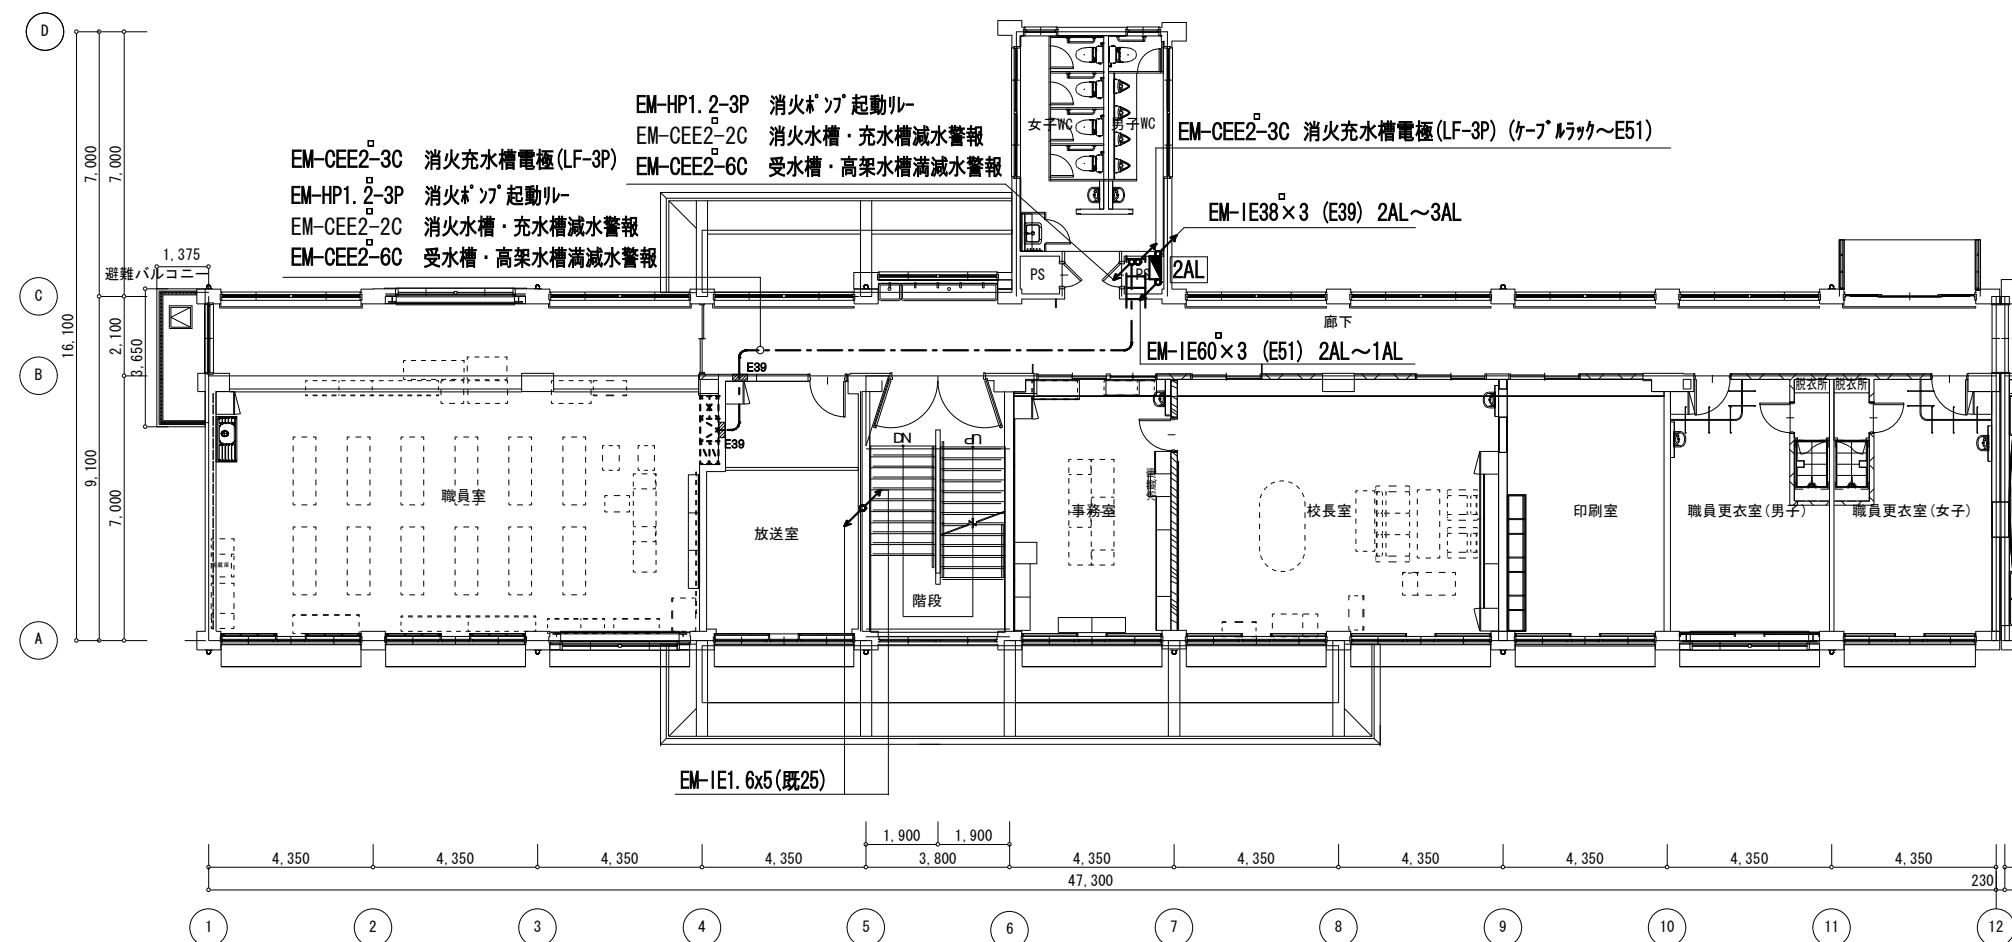 D
EM-HP1.2□-3P 消火ﾎﾟﾝﾌﾟ起動ﾘﾚｰ
EM-CEE2□-2C 消火水槽・充水槽減水警報
EM-CEE2□-6C 受水槽・高架水槽満減水警報
女子WC
男子WC
EM-CEE2□-3C 消火充水槽電極(LF-3P)(ｹｰﾌﾞﾙﾗｯｸ～E51)
EM-CEE2□-3C 消火充水槽電極(LF-3P)
EM-HP1.2□-3P 消火ﾎﾟﾝﾌﾟ起動ﾘﾚｰ
EM-CEE2□-2C 消火水槽・充水槽減水警報
EM-CEE2□-6C 受水槽・高架水槽満減水警報
EM-IE38□×3 (E39) 2AL～3AL
7,000
7,000
1,375
避難バルコニー
PS
PS
2AL
C
廊下
16,100
2,100
3,650
EM-IE60□×3 (E51) 2AL～1AL
B
E39
E39
脱衣所
脱衣所
DN
UP
9,100
7,000
職員室
放送室
冷蔵庫
事務室
校長室
印刷室
職員更衣室(男子)
職員更衣室(女子)
階段
A
EM-IE1.6x5(既25)
1,900
1,900
4,350
4,350
4,350
4,350
3,800
4,350
4,350
4,350
4,350
4,350
4,350
47,300
230
1
2
3
4
5
6
7
8
9
10
11
12